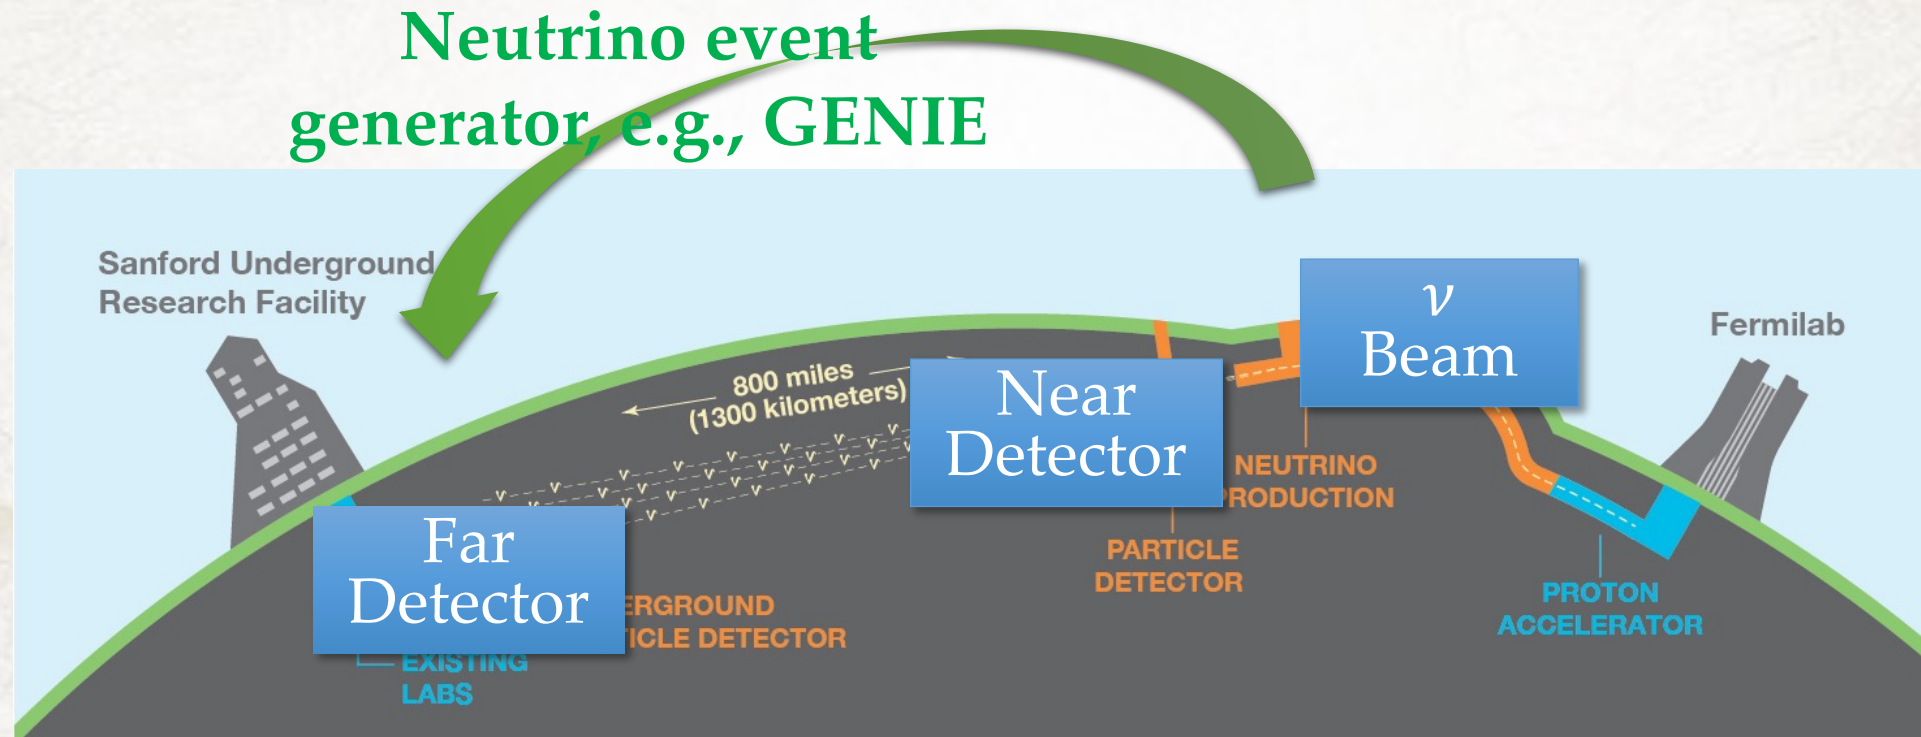 Neutrino event
generator, e.g., GENIE
Sanford Underground
Research Facility
800 miles
(1300 kilometers)
ν
Beam
Fermilab
Near
Detector
NEUTRINO
PRODUCTION
Far
Detector
PARTICLE
DETECTOR
ERGROUND
ICLE DETECTOR
PROTON
ACCELERATOR
EXISTING
LABS